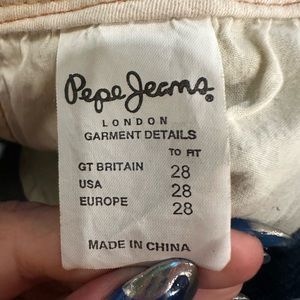 Pepe Jeans®
LONDON
GARMENT DETAILS
TO FIT
GT BRITAIN 28
USA 28
EUROPE 28
MADE IN CHINA